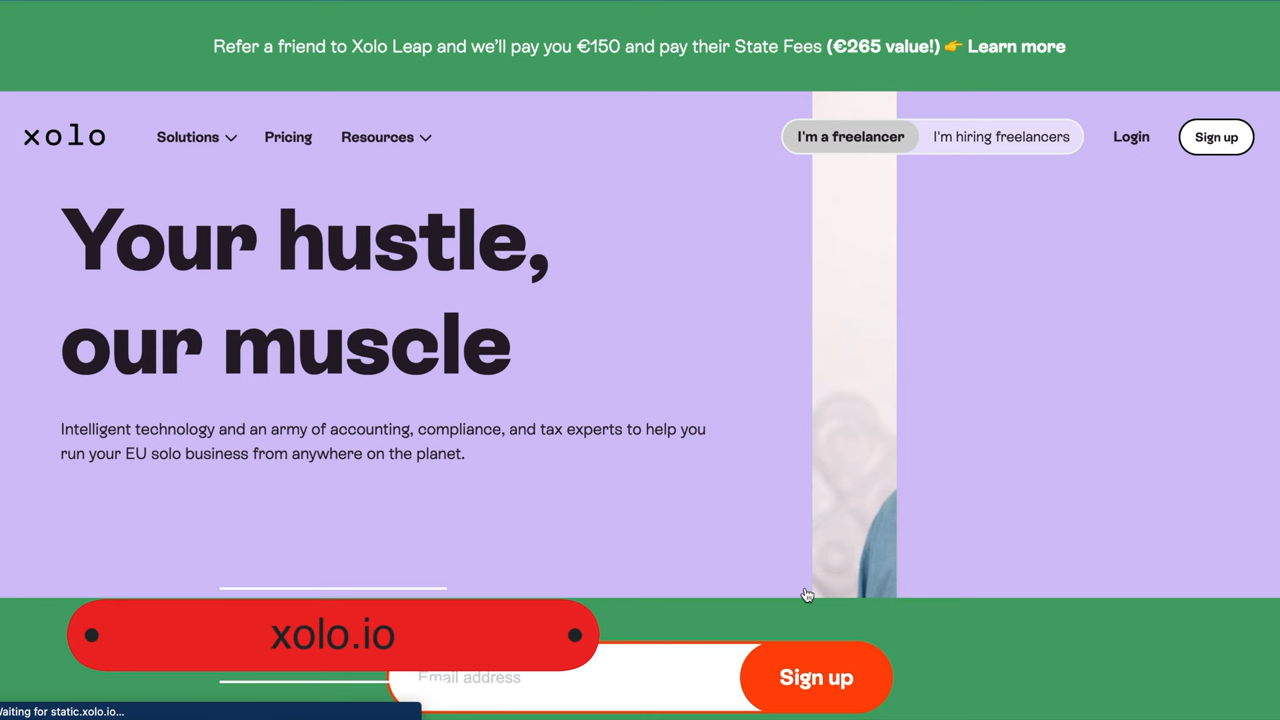 Refer a friend to Xolo Leap and we'll pay you €150 and pay their State Fees (€265 value!) 👉 Learn more
xolo Solutions Pricing Resources I'm a freelancer I'm hiring freelancers Login Sign up
Your hustle,
our muscle
Intelligent technology and an army of accounting, compliance, and tax experts to help you
run your EU solo business from anywhere on the planet.
xolo.io
Email address Sign up
Waiting for static.xolo.io...